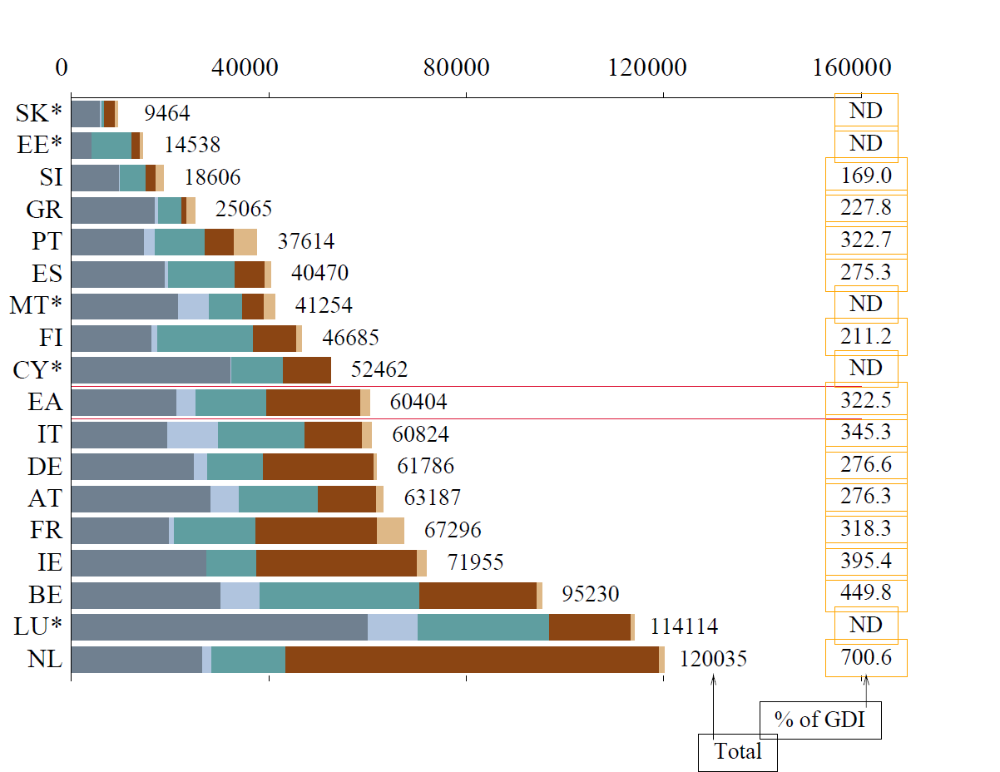 0 40000 80000 120000 160000
SK* 9464 ND
EE* 14538 ND
SI 18606 169.0
GR 25065 227.8
PT 37614 322.7
ES 40470 275.3
MT* 41254 ND
FI 46685 211.2
CY* 52462 ND
EA 60404 322.5
IT 60824 345.3
DE 61786 276.6
AT 63187 276.3
FR 67296 318.3
IE 71955 395.4
BE 95230 449.8
LU* 114114 ND
NL 120035 700.6
% of GDI
Total